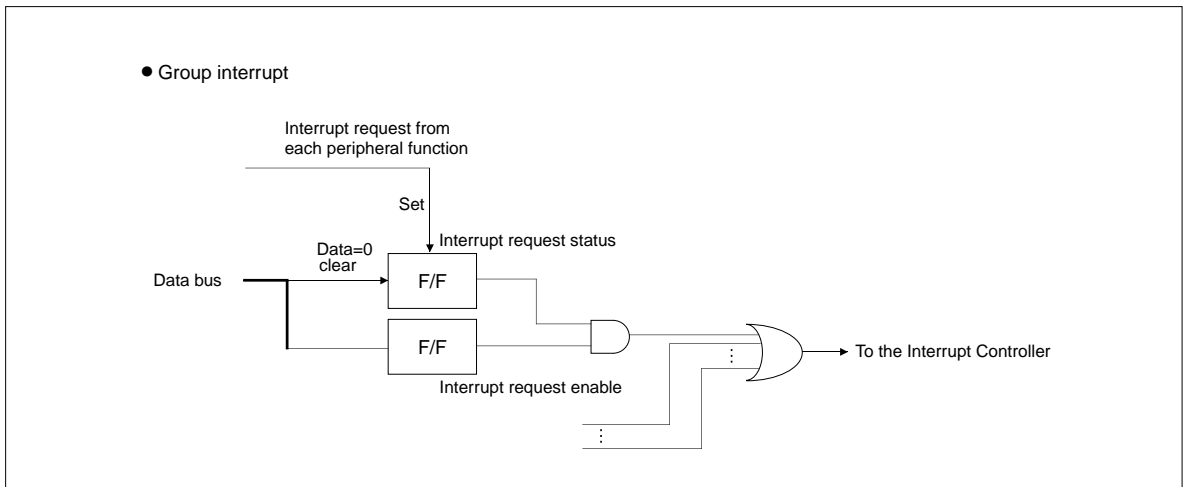 ● Group interrupt
Interrupt request from
each peripheral function
Set
Interrupt request status
Data=0
clear
Data bus
F/F
F/F
To the Interrupt Controller
Interrupt request enable